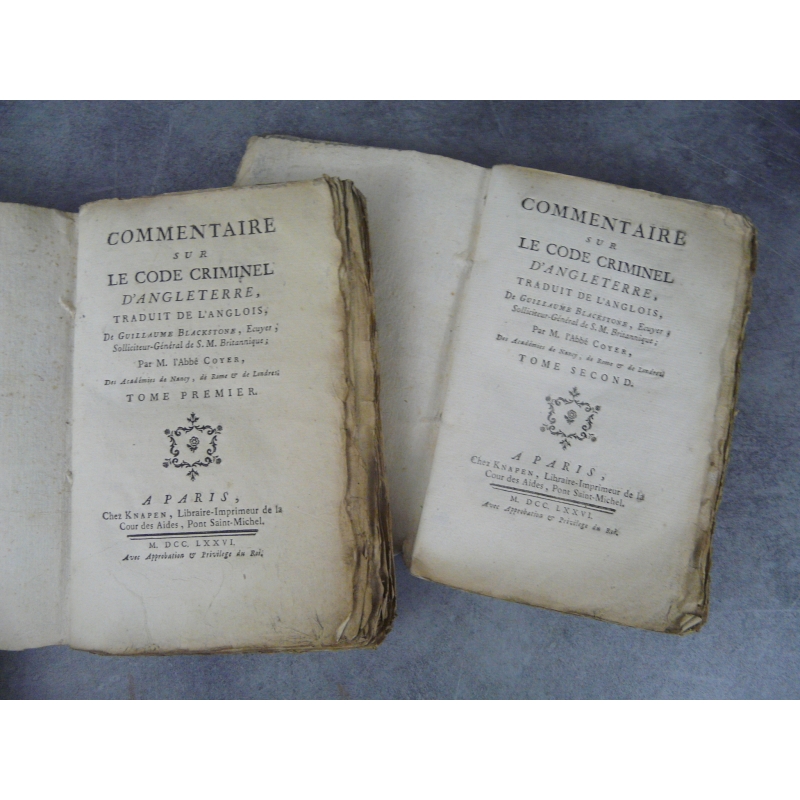 COMMENTAIRE
SUR
LE CODE CRIMINEL
D'ANGLETERRE,
TRADUIT DE L'ANGLOIS,
De GUILLAUME BLACKSTONE, Ecuyer;
Solliciteur-Général de S. M. Britannique;
Par M. l'Abbé COYER,
Des Académies de Nancy, de Rome & de Londres.
TOME PREMIER.
A PARIS,
Chez KNAPEN, Libraire-Imprimeur de la
Cour des Aides, Pont Saint-Michel.
M. DCC. LXXVI.
Avec Approbation & Privilege du Roi.
COMMENTAIRE
SUR
LE CODE CRIMINEL
D'ANGLETERRE,
TRADUIT DE L'ANGLOIS,
De GUILLAUME BLACKSTONE, Ecuyer;
Solliciteur-Général de S. M. Britannique;
Par M. l'Abbé COYER,
Des Académies de Nancy, de Rome & de Londres.
TOME SECOND.
A PARIS,
Chez KNAPEN, Libraire-Imprimeur de la
Cour des Aides, Pont Saint-Michel.
M. DCC. LXXVI.
Avec Approbation & Privilege du Roi.